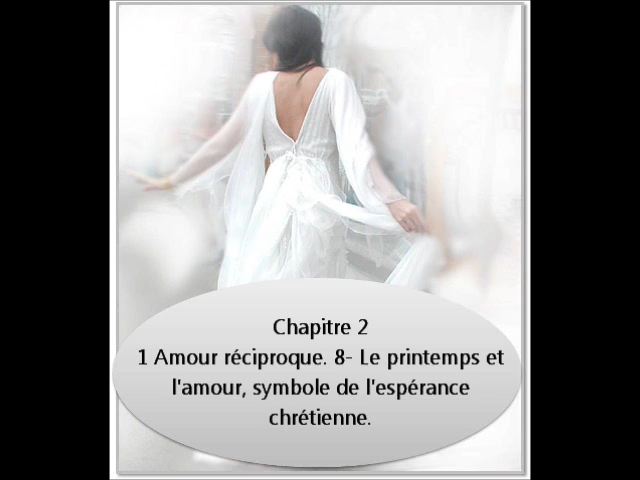 Chapitre 2
1 Amour réciproque. 8- Le printemps et
l'amour, symbole de l'espérance
chrétienne.